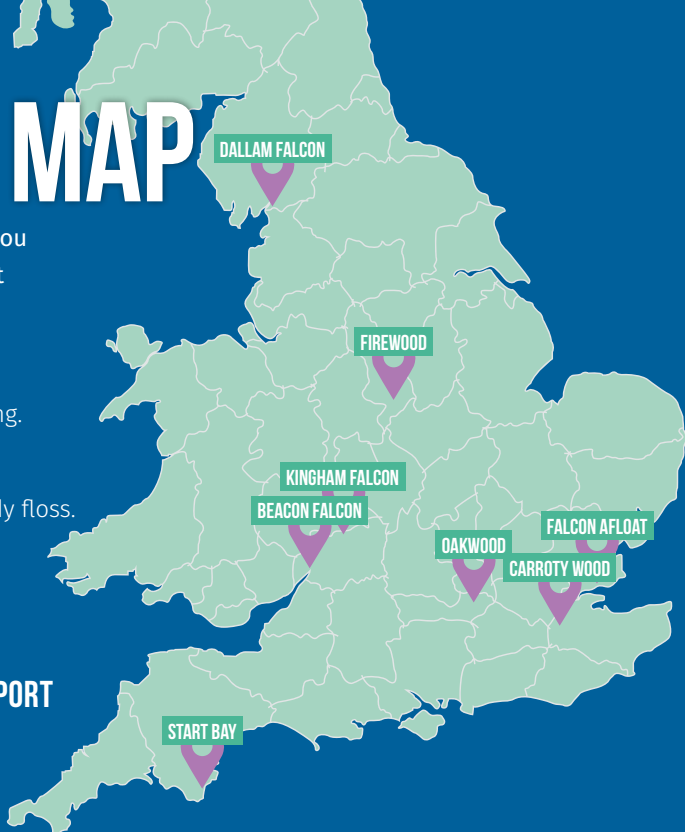 MAP
DALLAM FALCON
ou
t
FIREWOOD
ng.
KINGHAM FALCON
dy floss.
BEACON FALCON
FALCON AFLOAT
OAKWOOD
CARROTY WOOD
PORT
START BAY